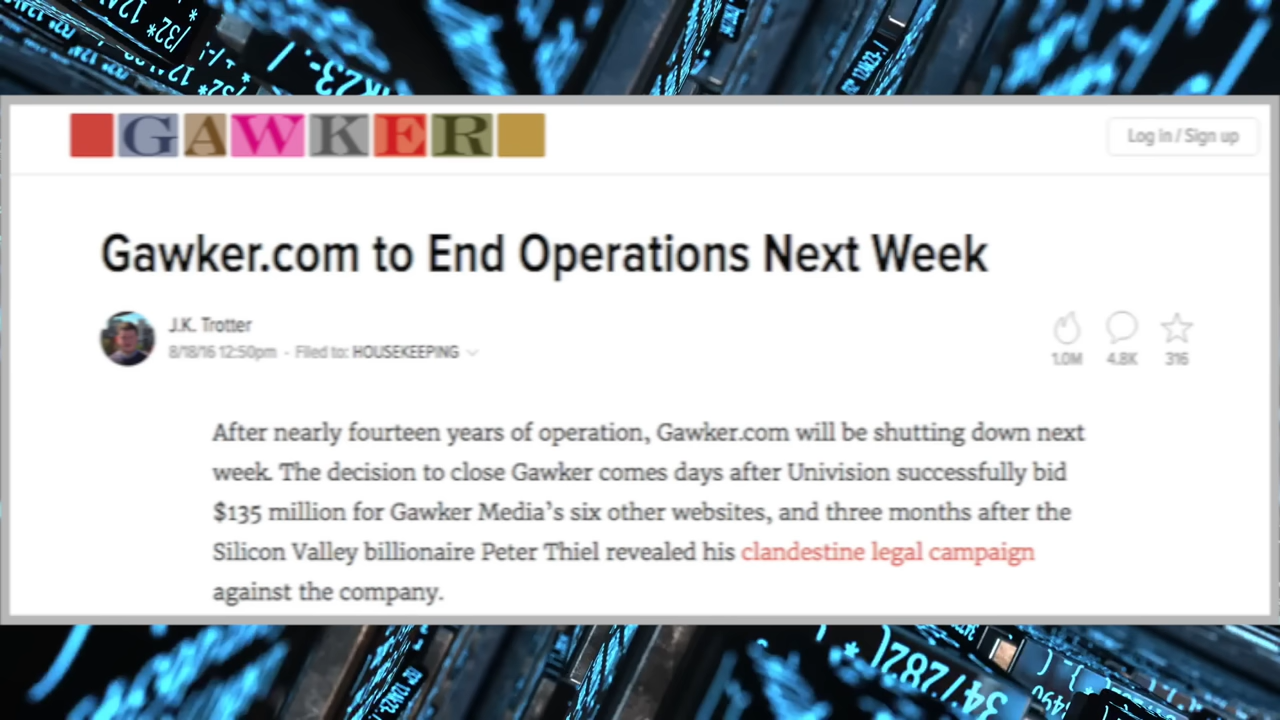 GAWKER
Log in / Sign up
Gawker.com to End Operations Next Week
J.K. Trotter
8/18/16 12:50pm - Filed to: HOUSEKEEPING
1.0M 4.8K 316
After nearly fourteen years of operation, Gawker.com will be shutting down next
week. The decision to close Gawker comes days after Univision successfully bid
$135 million for Gawker Media’s six other websites, and three months after the
Silicon Valley billionaire Peter Thiel revealed his clandestine legal campaign
against the company.